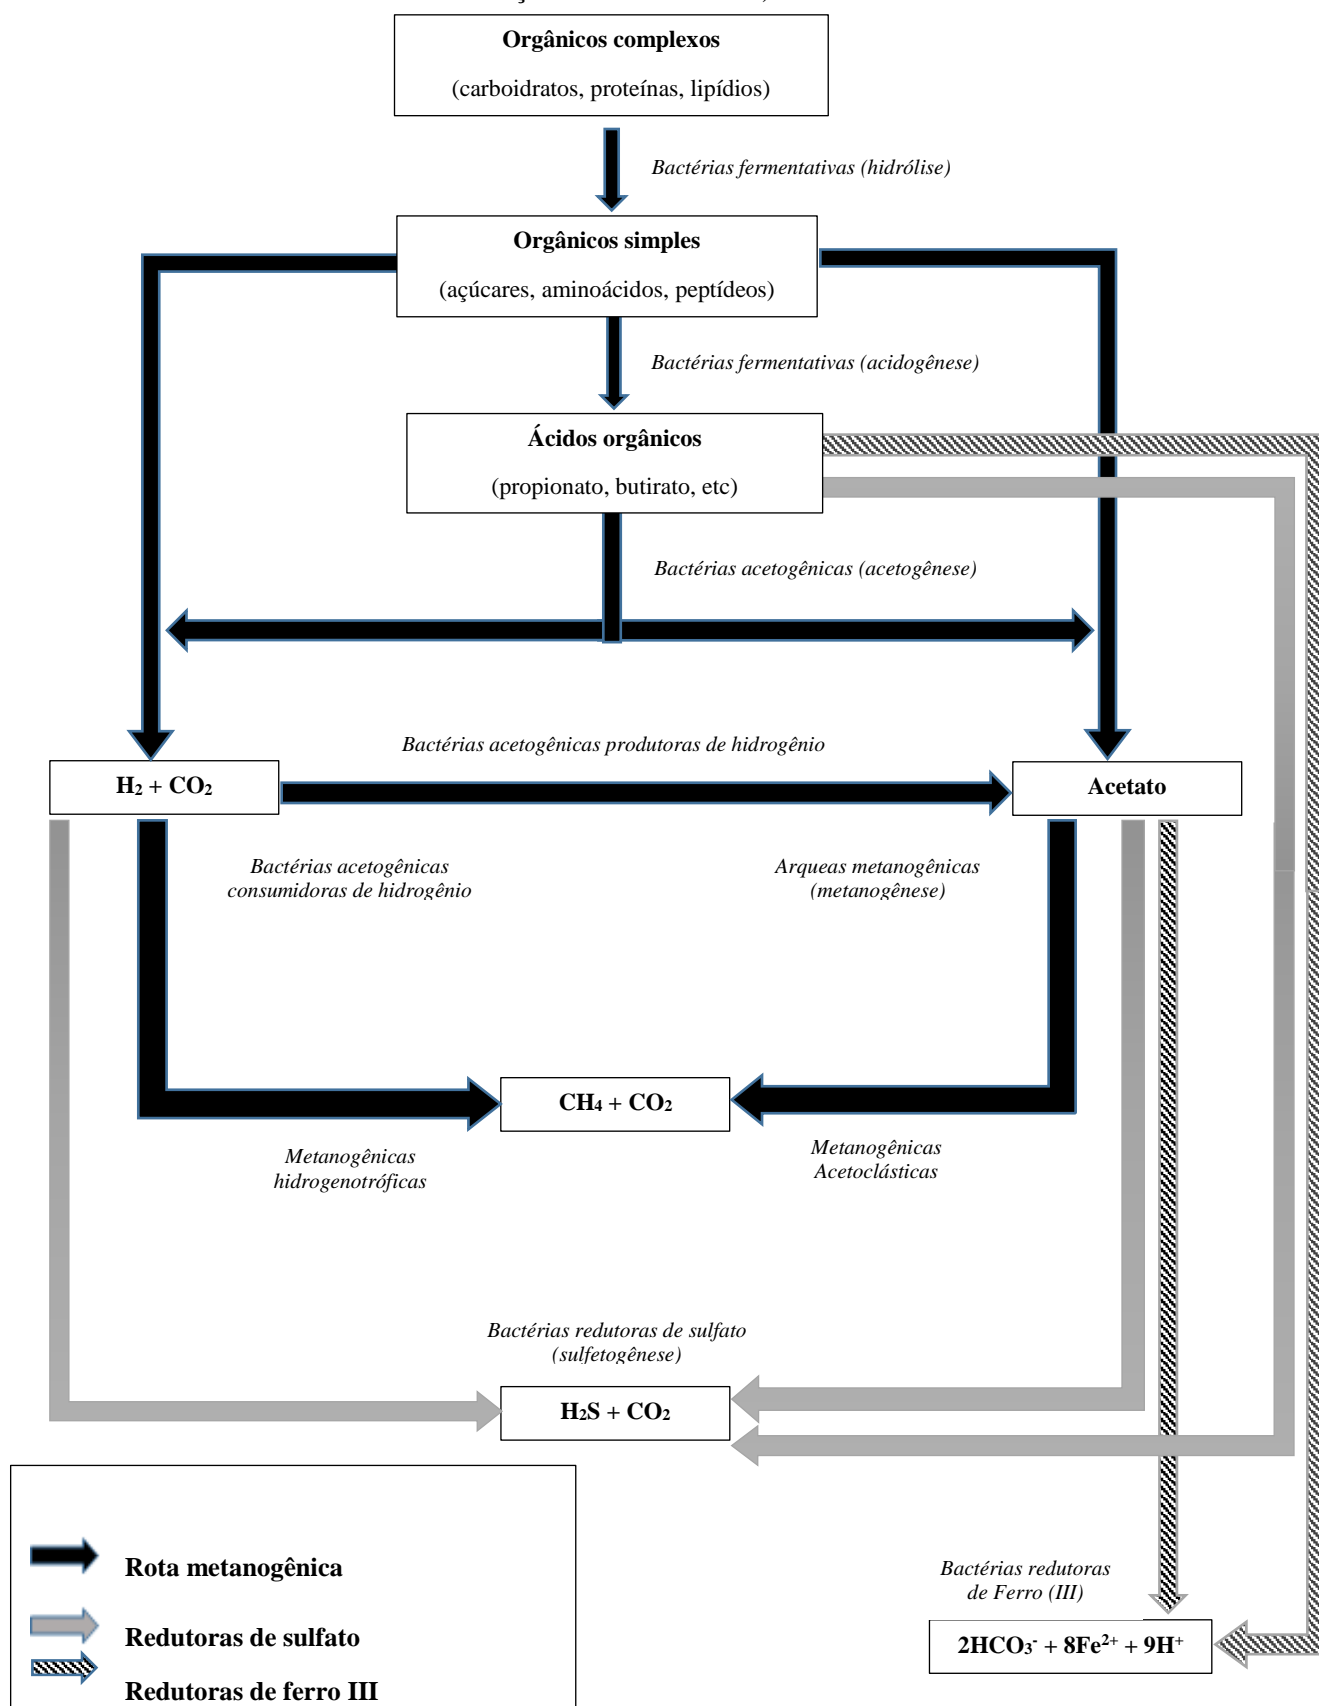 Orgânicos complexos
(carboidratos, proteínas, lipídios)
Bactérias fermentativas (hidrólise)
Orgânicos simples
(açúcares, aminoácidos, peptídeos)
Bactérias fermentativas (acidogênese)
Ácidos orgânicos
(propionato, butirato, etc)
Bactérias acetogênicas (acetogênese)
Bactérias acetogênicas produtoras de hidrogênio
H₂ + CO₂
Acetato
Bactérias acetogênicas
consumidoras de hidrogênio
Arqueas metanogênicas
(metanogênese)
CH₄ + CO₂
Metanogênicas
hidrogenotróficas
Metanogênicas
Acetoclásticas
Bactérias redutoras de sulfato
(sulfetogênese)
H₂S + CO₂
Rota metanogênica
Redutoras de sulfato
Redutoras de ferro III
Bactérias redutoras
de Ferro (III)
2HCO₃⁻ + 8Fe²⁺ + 9H⁺